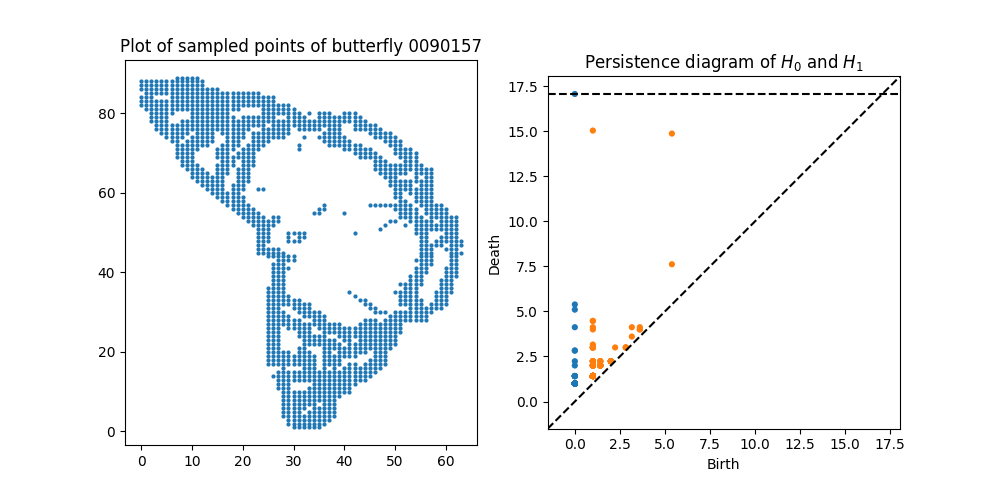 Plot of sampled points of butterfly 0090157
80
60
40
20
0
0 10 20 30 40 50 60
Persistence diagram of $H_0$ and $H_1$
Death
17.5
15.0
12.5
10.0
7.5
5.0
2.5
0.0
0.0 2.5 5.0 7.5 10.0 12.5 15.0 17.5
Birth